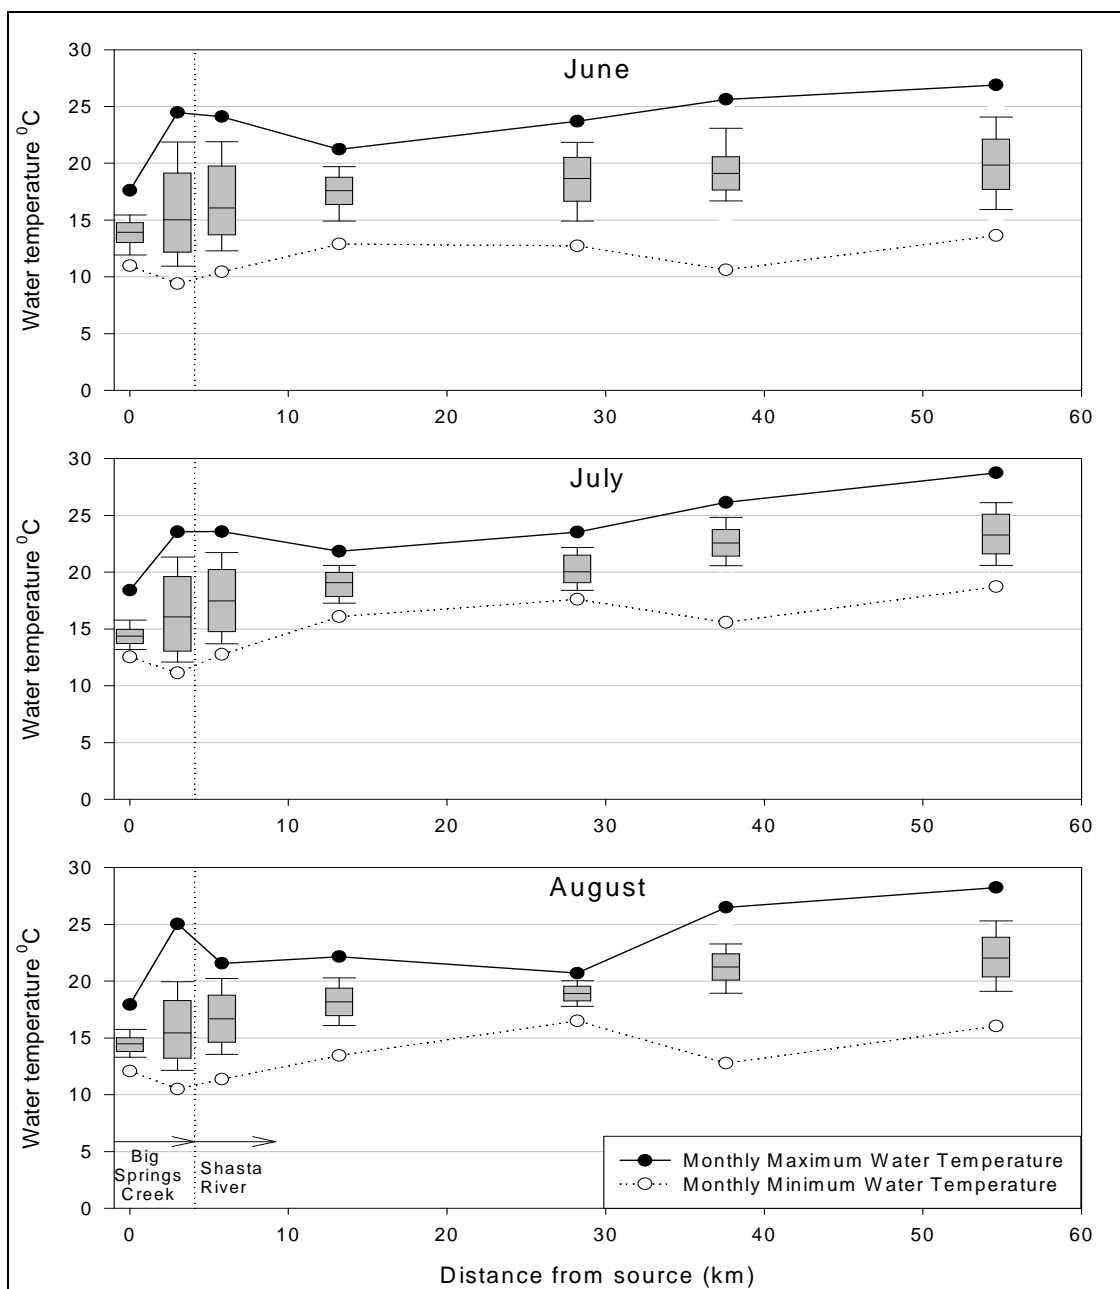 June
Water temperature ⁰C
30
25
20
15
10
5
0
0 10 20 30 40 50 60
July
Water temperature ⁰C
30
25
20
15
10
5
0
0 10 20 30 40 50 60
August
Water temperature ⁰C
30
25
20
15
10
5
0
Big
Springs
Creek
Shasta
River
Monthly Maximum Water Temperature
Monthly Minimum Water Temperature
0 10 20 30 40 50 60
Distance from source (km)